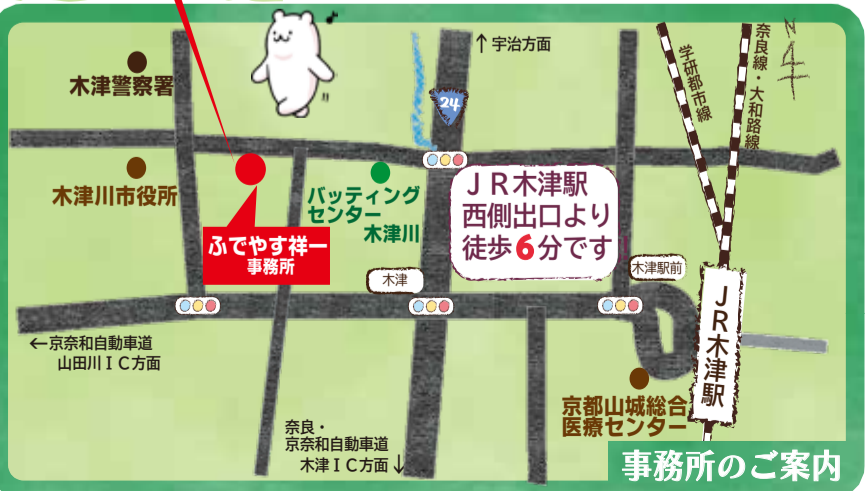 木津警察署
↑宇治方面
24
学研都市線
奈良線・大和路線
N
木津川市役所
バッティング
センター
木津川
JR木津駅
西側出口より
徒歩6分です!
ふでやす祥一
事務所
木津
木津駅前
JR木津駅
←京奈和自動車道
山田川IC方面
京都山城総合
医療センター
奈良・
京奈和自動車道
木津IC方面↓
事務所のご案内